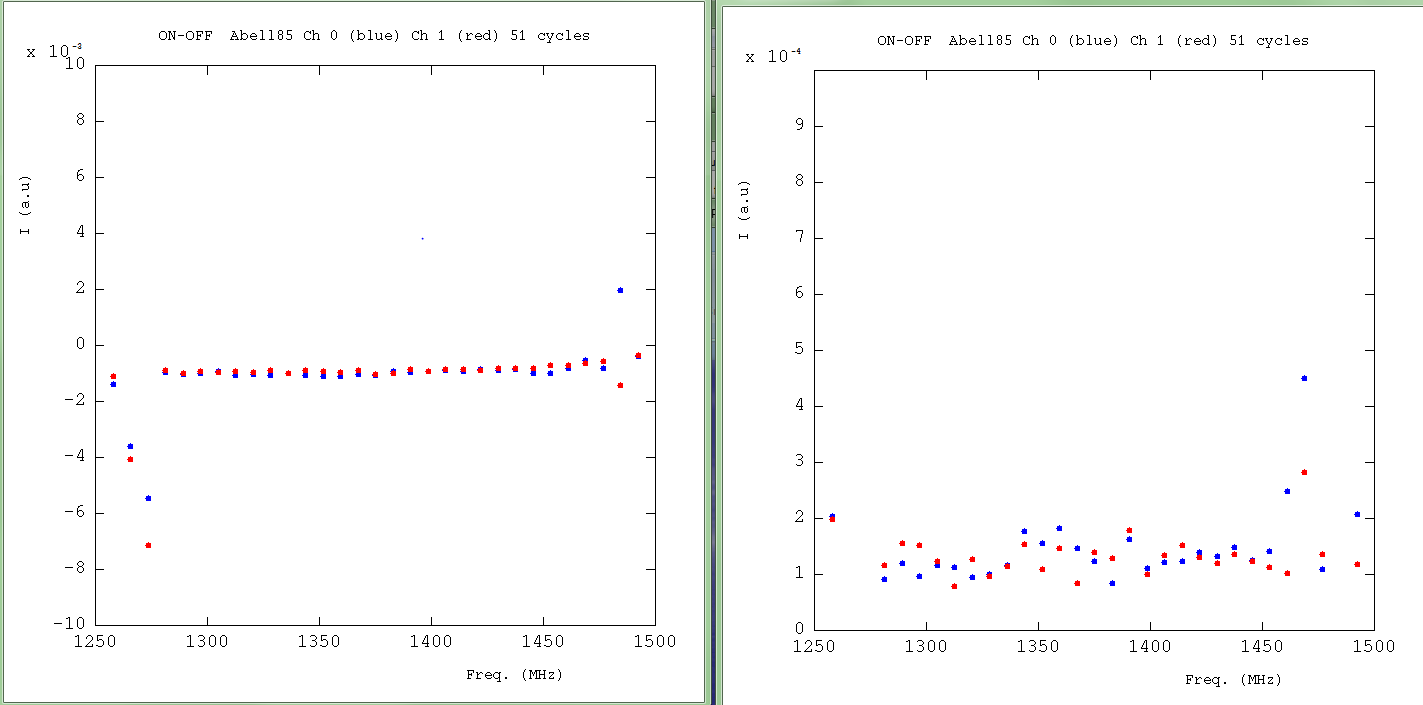 ON-OFF Abell85 Ch 0 (blue) Ch 1 (red) 51 cycles
x 10-3
10
8
6
4
2
0
-2
-4
-6
-8
-10
I (a.u)
1250 1300 1350 1400 1450 1500
Freq. (MHz)
ON-OFF Abell85 Ch 0 (blue) Ch 1 (red) 51 cycles
x 10-4
9
8
7
6
5
4
3
2
1
0
I (a.u)
1250 1300 1350 1400 1450 1500
Freq. (MHz)